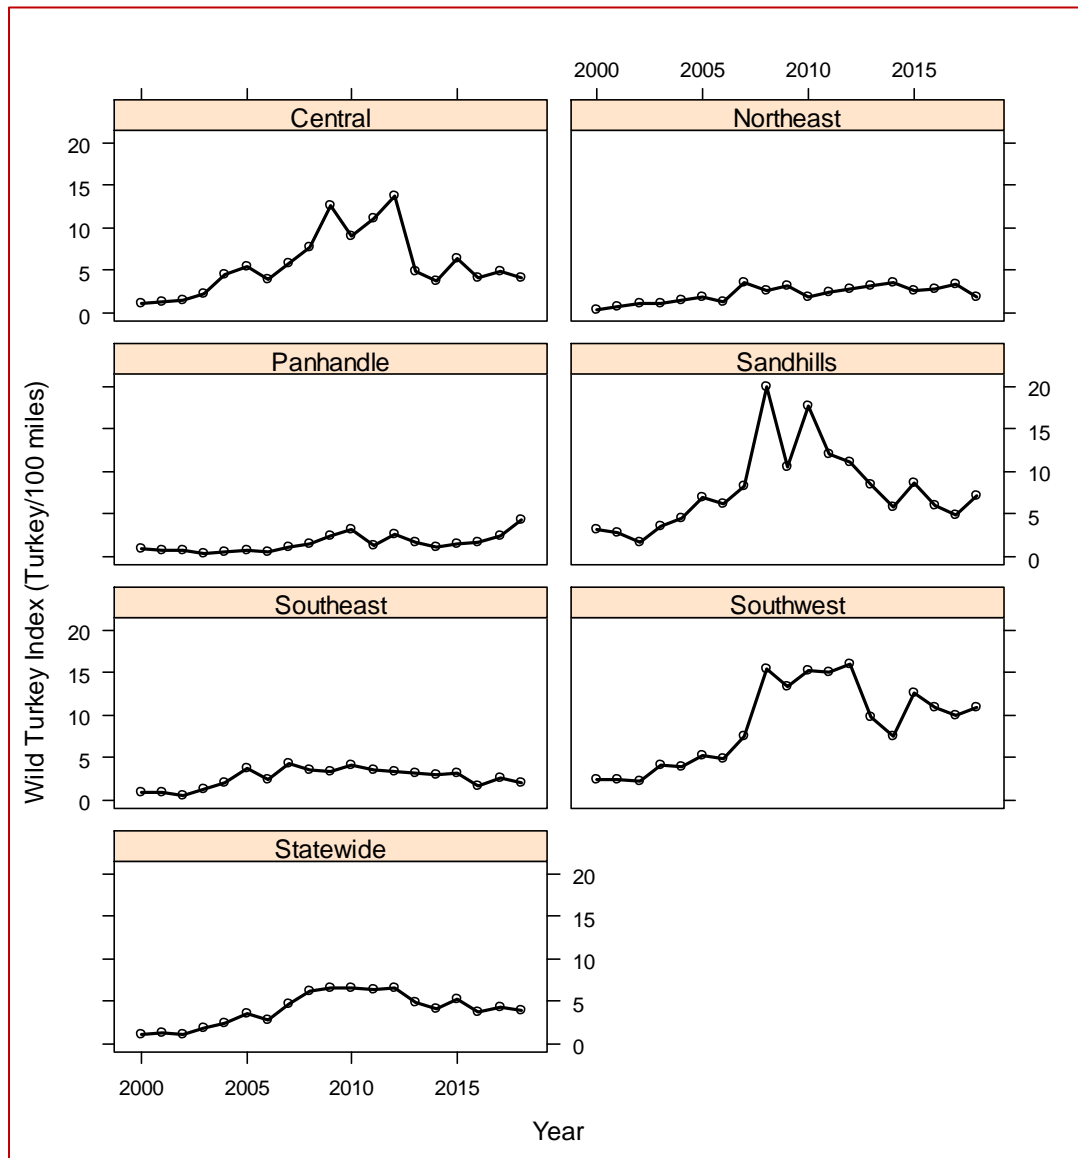 2000 2005 2010 2015
Central Northeast
20
15
10
5
0
Panhandle Sandhills
20
15
10
5
0
Southeast Southwest
20
15
10
5
0
Statewide
20
15
10
5
0
2000 2005 2010 2015
Year
Wild Turkey Index (Turkey/100 miles)